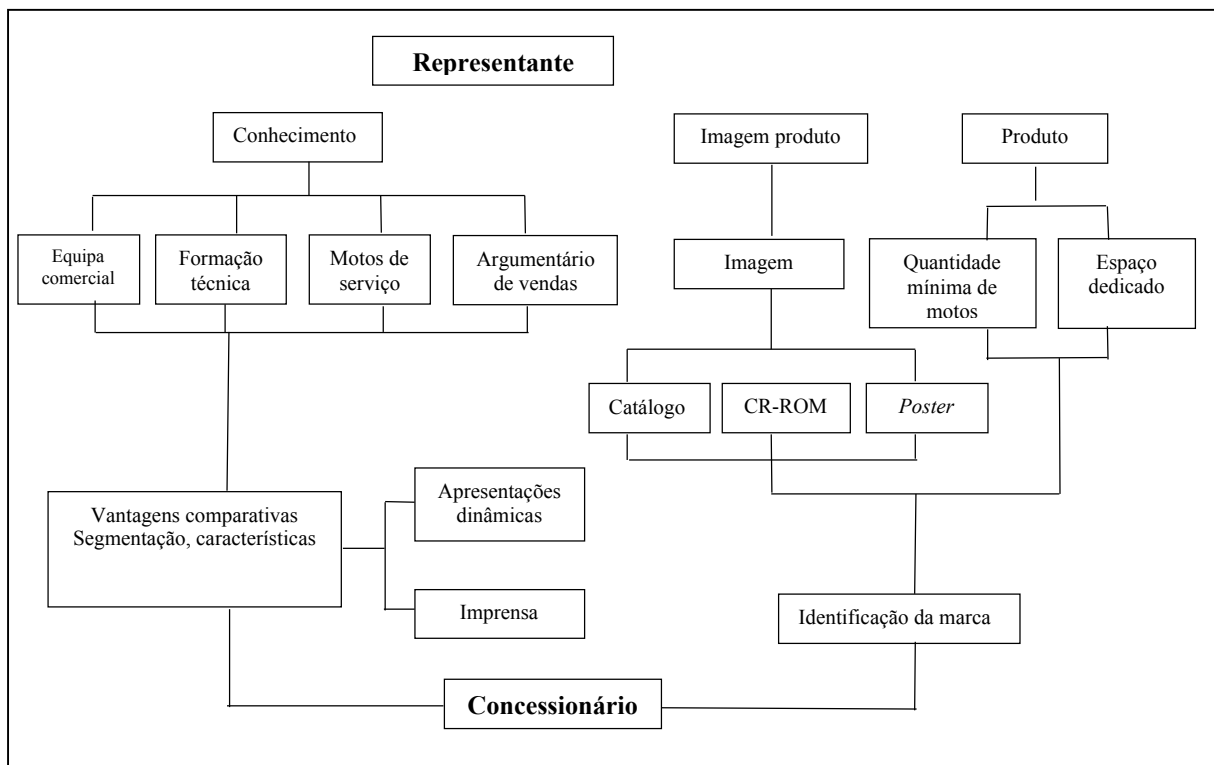 Representante
Conhecimento
Imagem produto
Produto
Equipa
comercial
Formação
técnica
Motos de
serviço
Argumentário
de vendas
Imagem
Quantidade
mínima de
motos
Espaço
dedicado
Catálogo
CR-ROM
Poster
Vantagens comparativas
Segmentação, características
Apresentações
dinâmicas
Imprensa
Identificação da marca
Concessionário